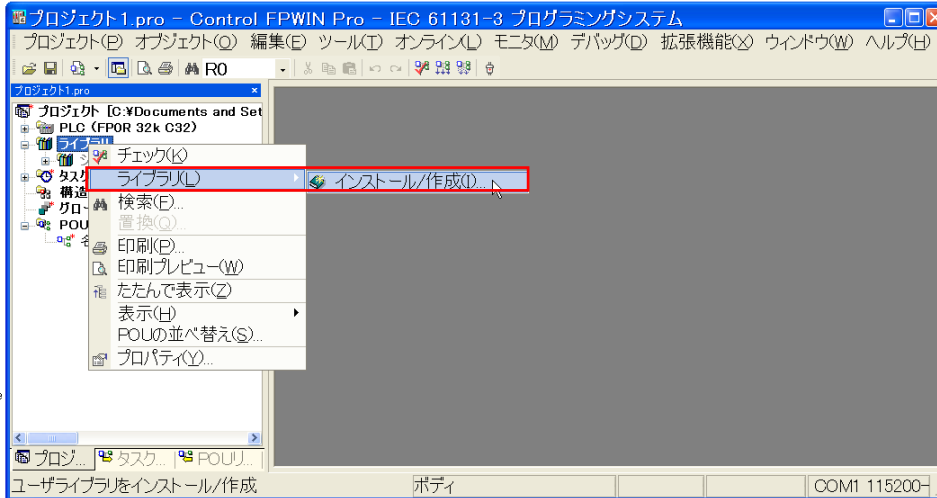 プロジェクト1.pro - Control FPWIN Pro - IEC 61131-3 プログラミングシステム
プロジェクト(P) オブジェクト(O) 編集(E) ツール(T) オンライン(L) モニタ(M) デバッグ(D) 拡張機能(X) ウィンドウ(W) ヘルプ(H)
R0
プロジェクト1.pro
プロジェクト [C:¥Documents and Set
PLC (FP0R 32k C32)
ライブラリ
チェック(K)
タスク
ライブラリ(L)
インストール/作成(I)...
構造
検索(F)...
グロー
置換(Q)...
POU
印刷(P)...
印刷プレビュー(W)
たたんで表示(Z)
表示(H)
POUの並べ替え(S)...
プロパティ(Y)...
プロジ... タスク... POUリ...
ユーザライブラリをインストール/作成 ボディ COM1 115200-